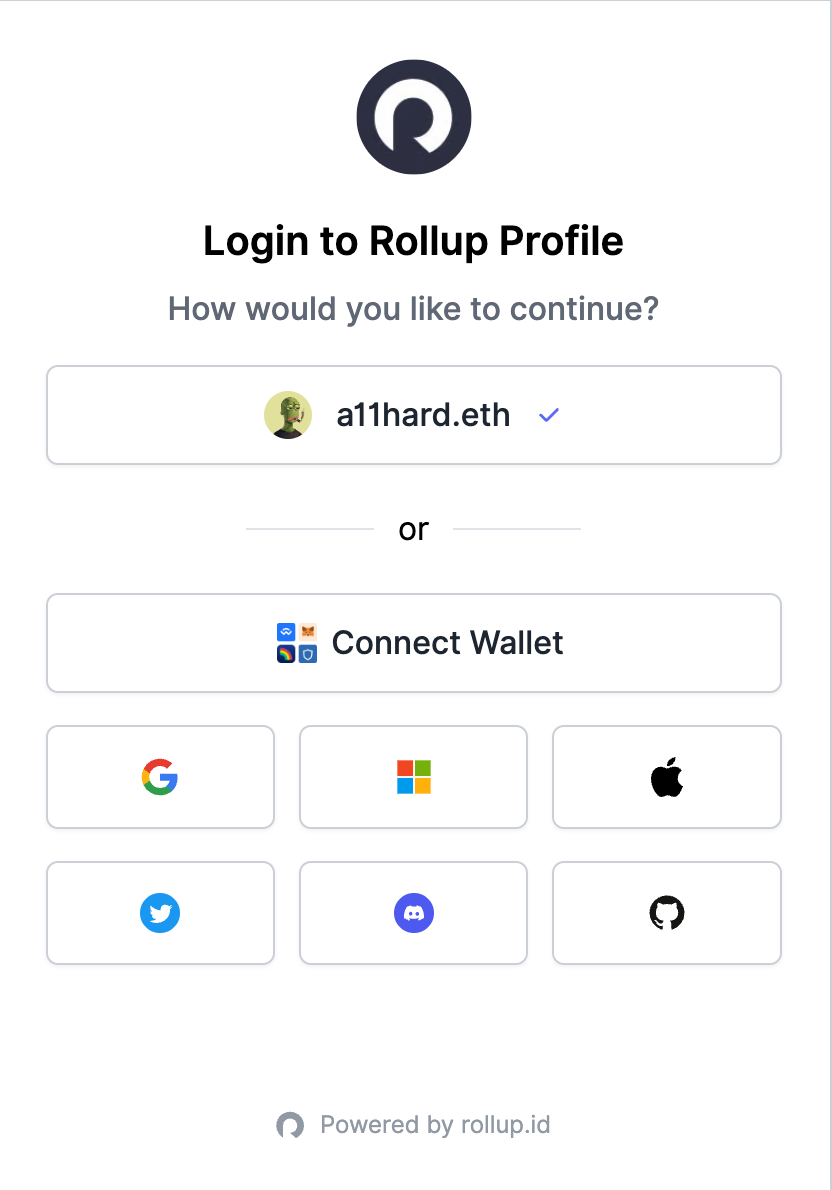 Login to Rollup Profile
How would you like to continue?
a11hard.eth
or
Connect Wallet
Powered by rollup.id